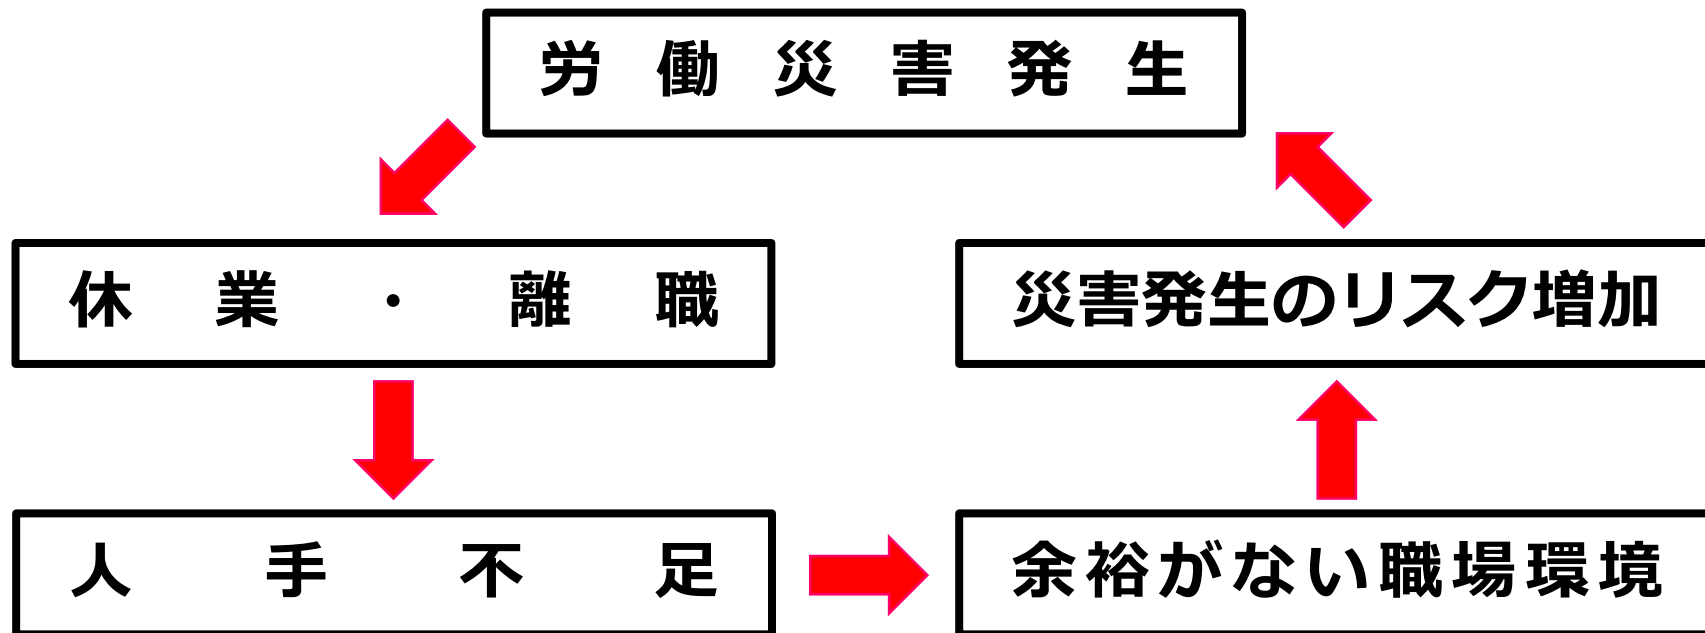 労働災害発生
休業・離職
災害発生のリスク増加
人手不足
余裕がない職場環境